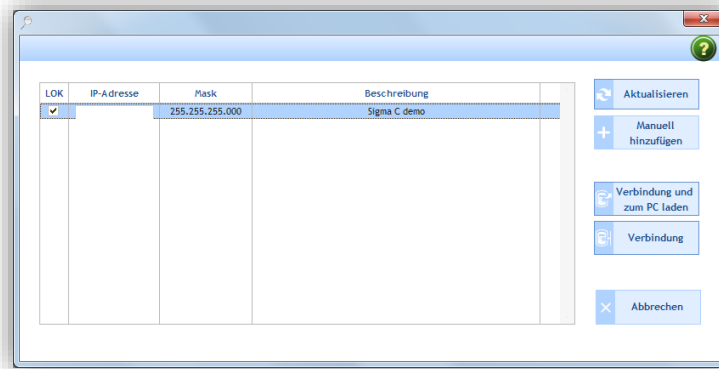 ?
LOK IP-Adresse Mask Beschreibung
255.255.255.000 Sigma C demo
Aktualisieren
Manuell
hinzufügen
Verbindung und
zum PC laden
Verbindung
Abbrechen